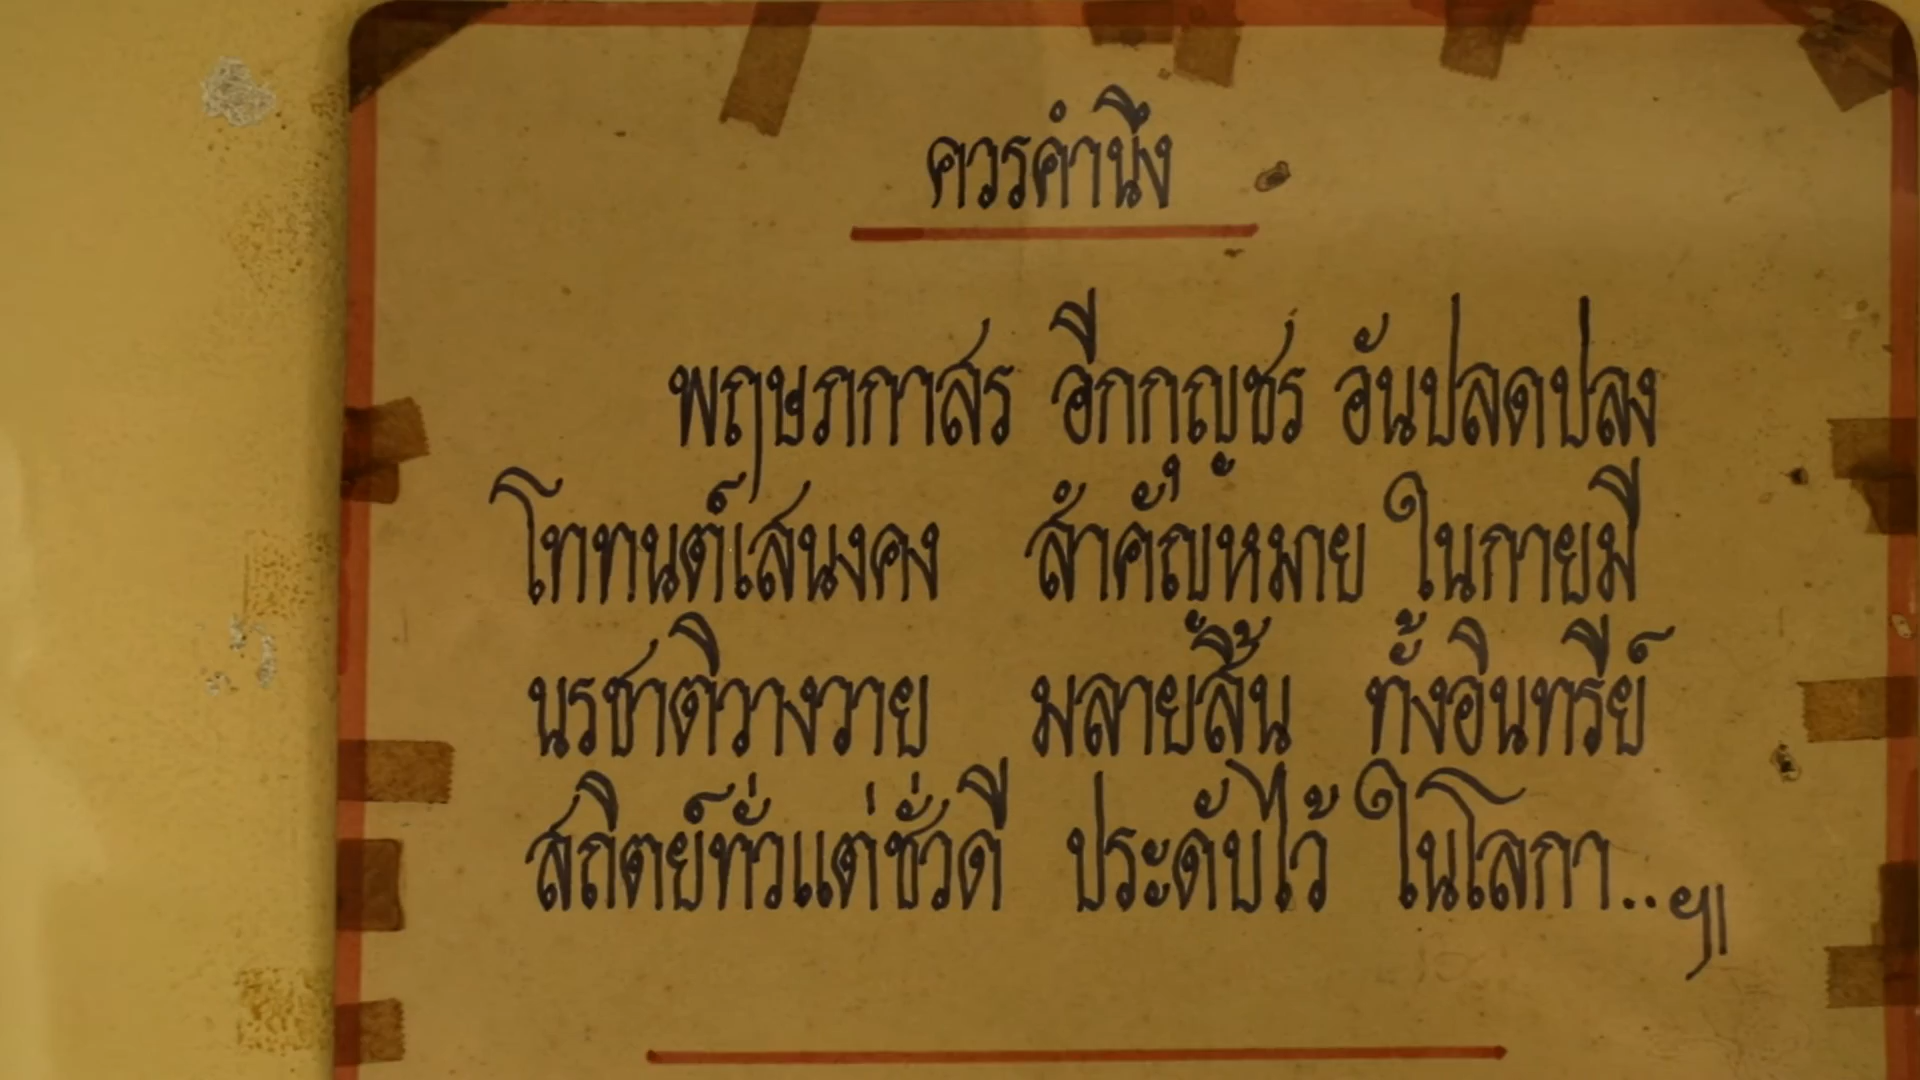 ควรคำนึง
พฤษภกาสร อีกกุญชร อันปลดปลง
โททนต์เสนงคง สำคัญหมาย ในกายมี
นรชาติวางวาย มลายสิ้น ทั้งอินทรีย์
สถิตย์ทั่วแต่ชั่วดี ประดับไว้ ในโลกา..ฯ|